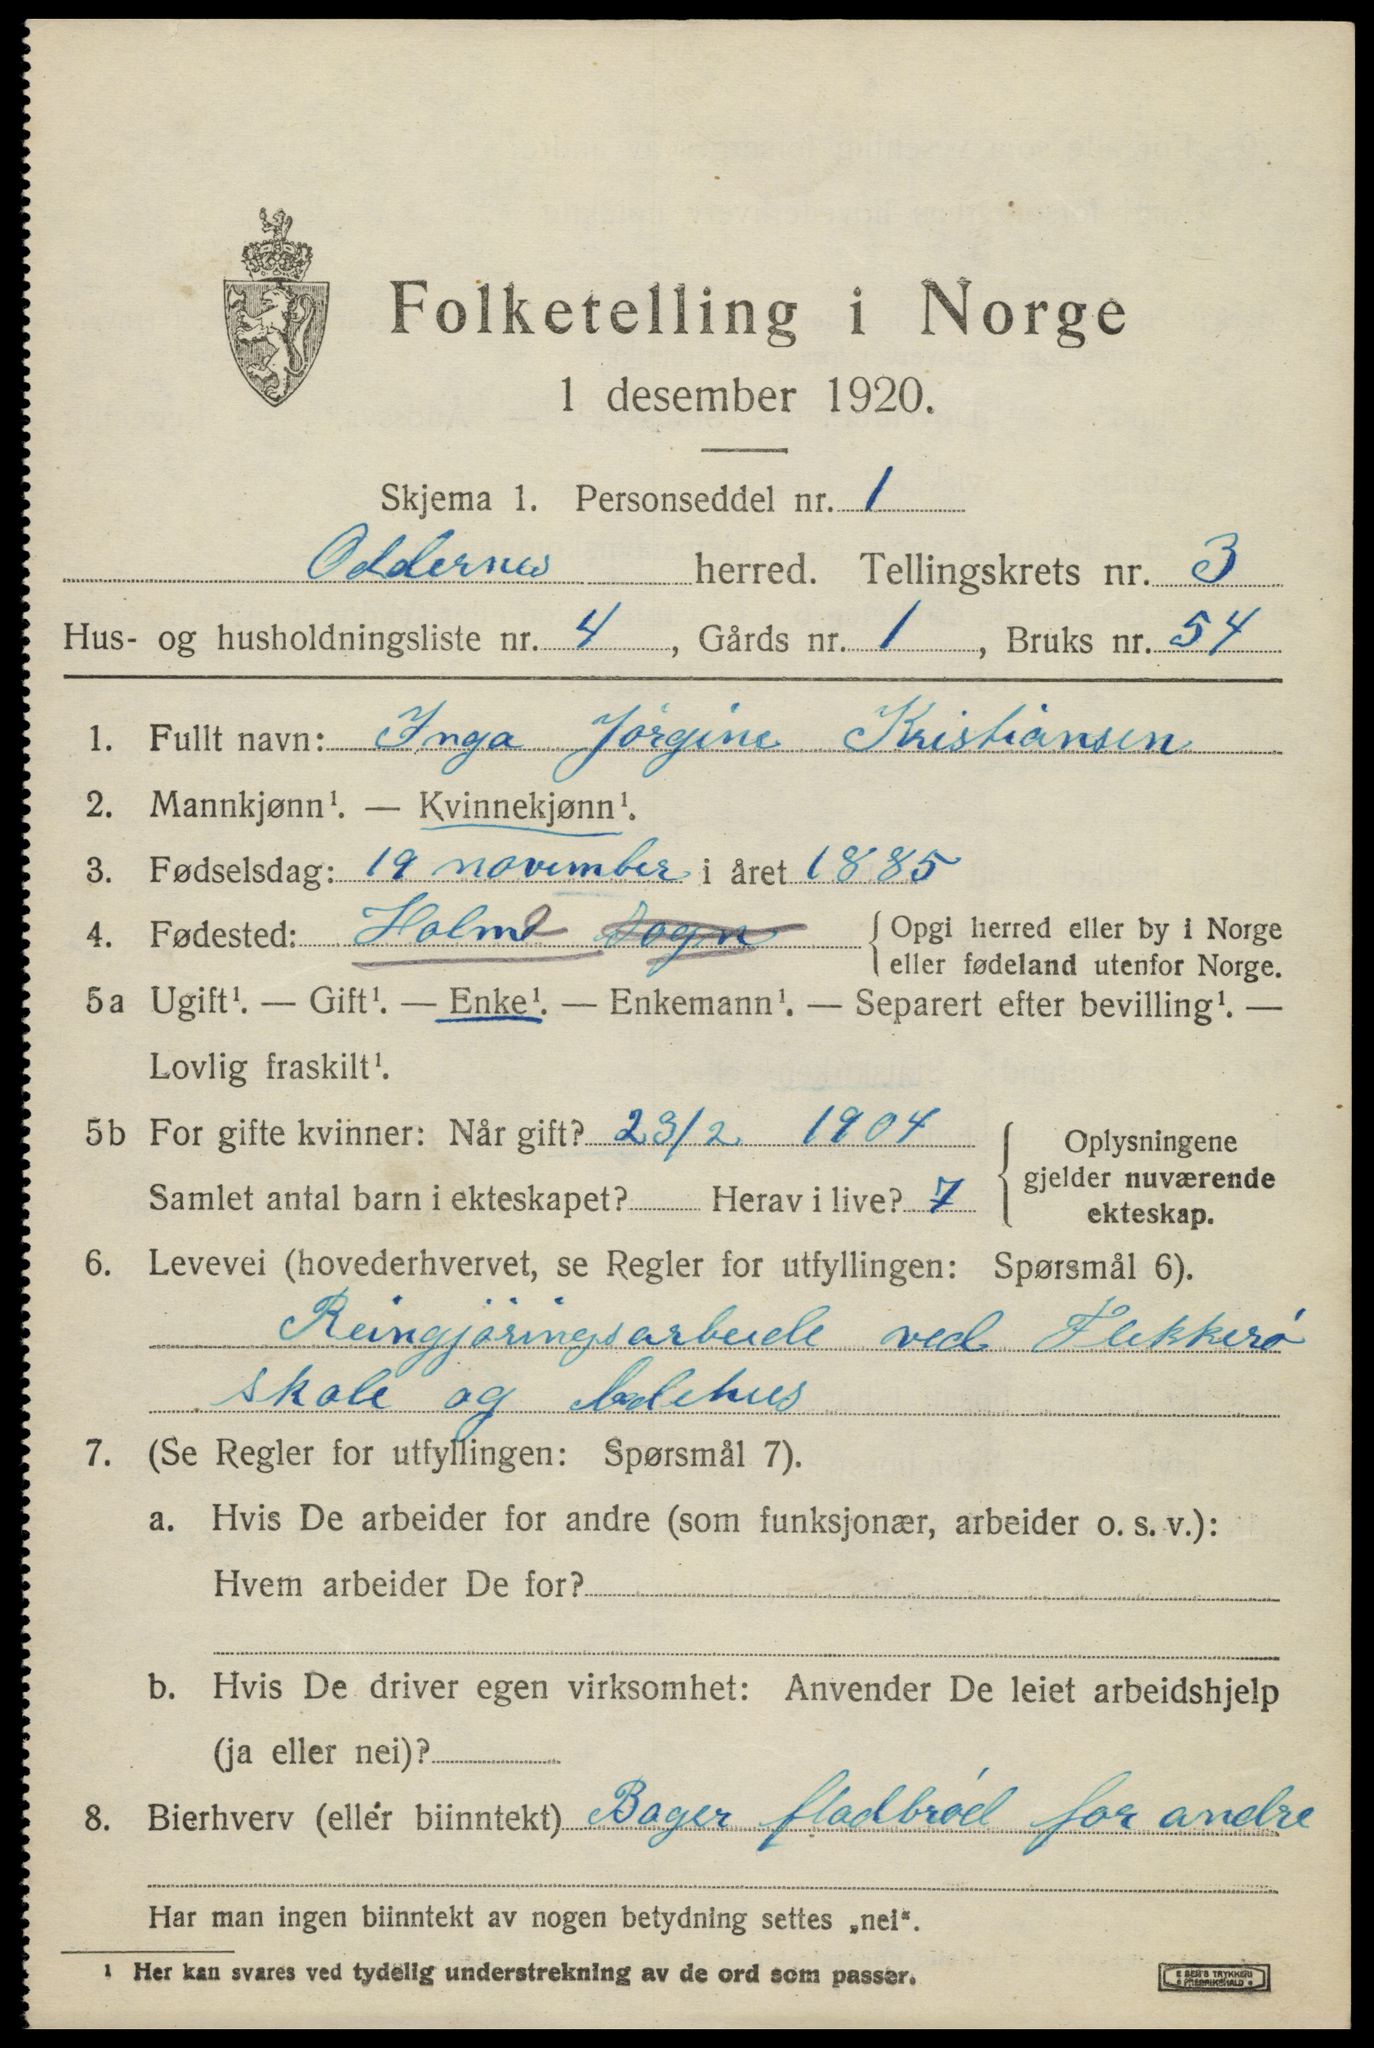 Folketelling i Norge
1 desember 1920.
Skjema 1. Personseddel nr. 1
Oddernes herred. Tellingskrets nr. 3
Hus- og husholdningsliste nr. 4, Gårds nr. 1, Bruks nr. 54
1. Fullt navn: Inga Jörgine Kristiansen
2. Mannkjønn¹. — Kvinnekjønn¹.
3. Fødselsdag: 19 november i året 1885
4. Fødested: Holme Sogn { Opgi herred eller by i Norge
eller fødeland utenfor Norge.
5a Ugift¹. — Gift¹. — Enke¹. — Enkemann¹. — Separert efter bevilling¹. —
Lovlig fraskilt¹.
5b For gifte kvinner: Når gift? 23/2 1904
Samlet antal barn i ekteskapet? Herav i live? 7
{ Oplysningene
gjelder nuværende
ekteskap.
6. Levevei (hovederhvervet, se Regler for utfyllingen: Spørsmål 6).
Reingjöringsarbeide ved Flekkerö
skole og bedehus
7. (Se Regler for utfyllingen: Spørsmål 7).
a. Hvis De arbeider for andre (som funksjonær, arbeider o. s. v.):
Hvem arbeider De for?
b. Hvis De driver egen virksomhet: Anvender De leiet arbeidshjelp
(ja eller nei)?
8. Bierhverv (eller biinntekt) Bager fladbröd for andre
Har man ingen biinntekt av nogen betydning settes „nei“.
¹ Her kan svares ved tydelig understrekning av de ord som passer.
E SEM'S TRYKKERI
FREDRIKSHALD